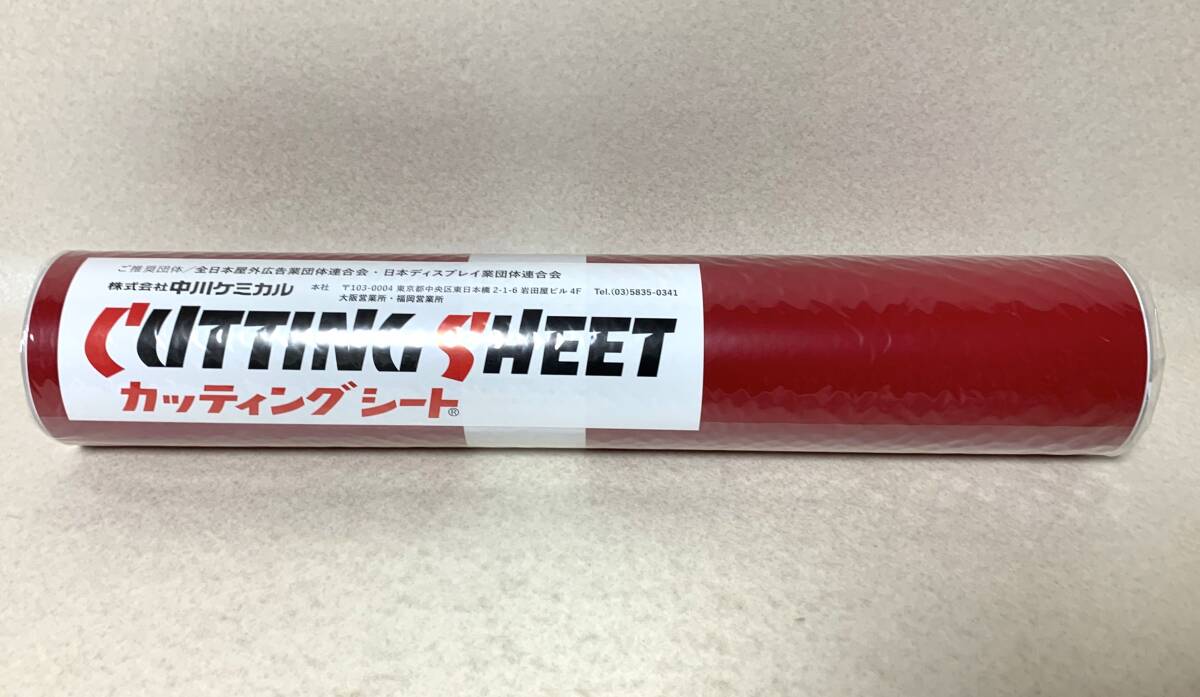 ご推奨団体/全日本屋外広告業団体連合会・日本ディスプレイ業団体連合会
株式会社中川ケミカル 本社 〒103-0004 東京都中央区東日本橋 2-1-6 岩田屋ビル 4F Tel.(03)5835-0341
大阪営業所・福岡営業所
CUTTING SHEET
カッティングシート®